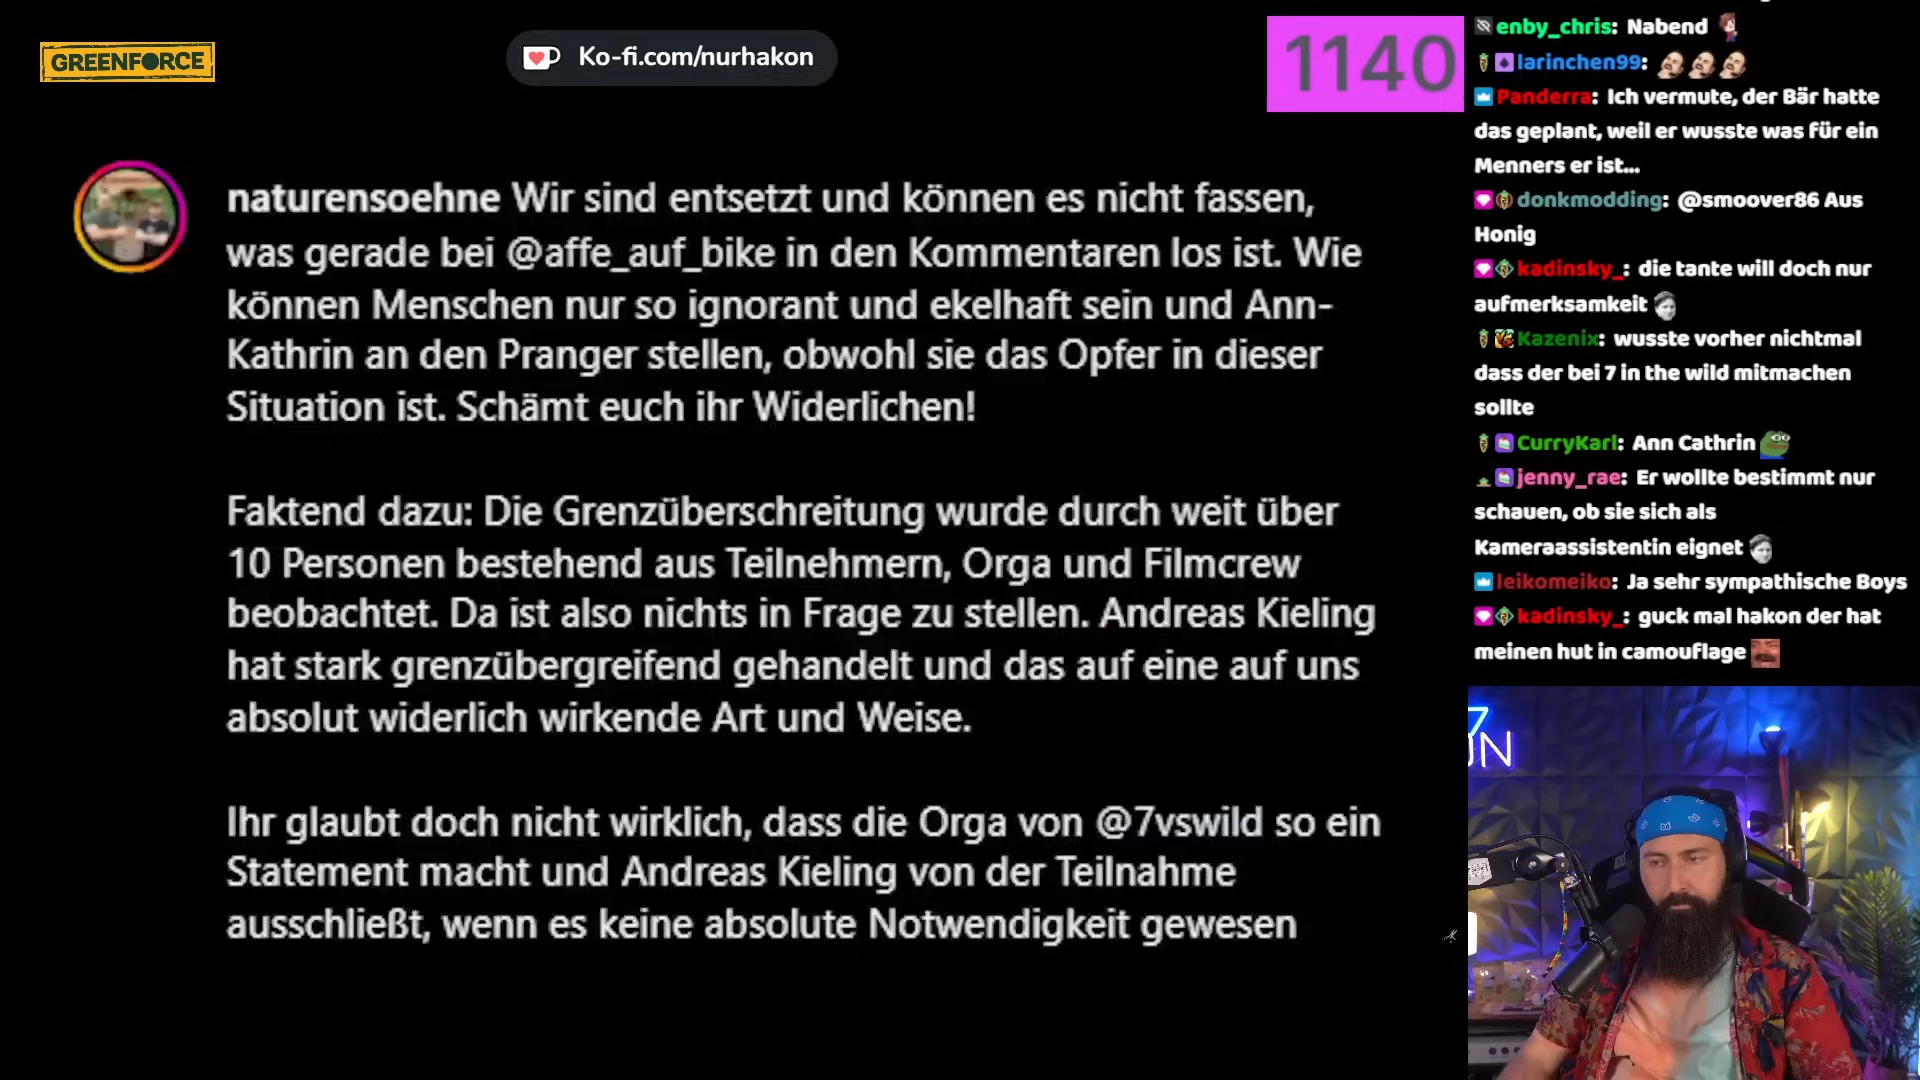 GREENFORCE
Ko-fi.com/nurhakon
1140
naturensoehne Wir sind entsetzt und können es nicht fassen,
was gerade bei @affe_auf_bike in den Kommentaren los ist. Wie
können Menschen nur so ignorant und ekelhaft sein und Ann-
Kathrin an den Pranger stellen, obwohl sie das Opfer in dieser
Situation ist. Schämt euch ihr Widerlichen!
Faktend dazu: Die Grenzüberschreitung wurde durch weit über
10 Personen bestehend aus Teilnehmern, Orga und Filmcrew
beobachtet. Da ist also nichts in Frage zu stellen. Andreas Kieling
hat stark grenzübergreifend gehandelt und das auf eine auf uns
absolut widerlich wirkende Art und Weise.
Ihr glaubt doch nicht wirklich, dass die Orga von @7vswild so ein
Statement macht und Andreas Kieling von der Teilnahme
ausschließt, wenn es keine absolute Notwendigkeit gewesen
enby_chris: Nabend
larinchen99:
Panderra: Ich vermute, der Bär hatte
das geplant, weil er wusste was für ein
Menners er ist...
donkmodding: @smoover86 Aus
Honig
kadinsky_: die tante will doch nur
aufmerksamkeit
Kazenix: wusste vorher nichtmal
dass der bei 7 in the wild mitmachen
sollte
CurryKarl: Ann Cathrin
jenny_rae: Er wollte bestimmt nur
schauen, ob sie sich als
Kameraassistentin eignet
leikomeiko: Ja sehr sympathische Boys
kadinsky_: guck mal hakon der hat
meinen hut in camouflage